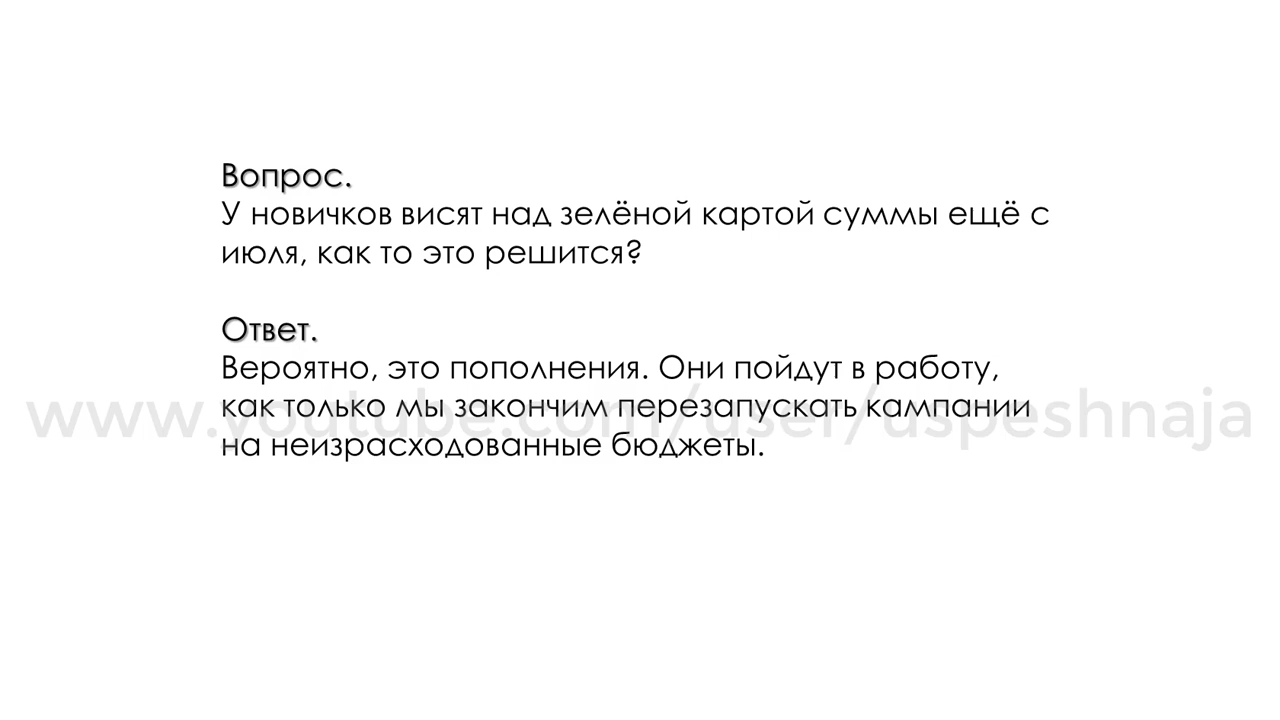 Вопрос.
У новичков висят над зелёной картой суммы ещё с
июля, как то это решится?
Ответ.
Вероятно, это пополнения. Они пойдут в работу,
как только мы закончим перезапускать кампании
www.youtube.com/user/uspeshnaja
на неизрасходованные бюджеты.